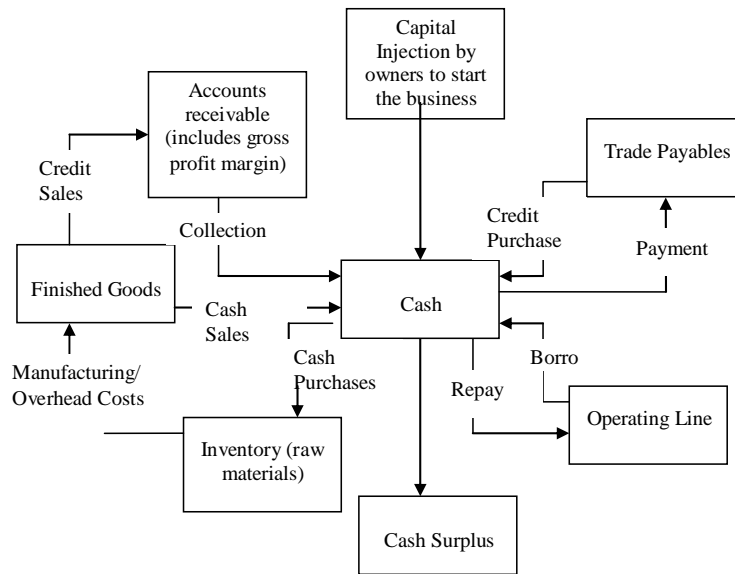 Capital
Injection by
owners to start
the business
Accounts
receivable
(includes gross
profit margin)
Trade Payables
Credit
Sales
Collection
Credit
Purchase
Payment
Finished Goods
Cash
Sales
Cash
Manufacturing/
Overhead Costs
Cash
Purchases
Repay
Borro
Operating Line
Inventory (raw
materials)
Cash Surplus